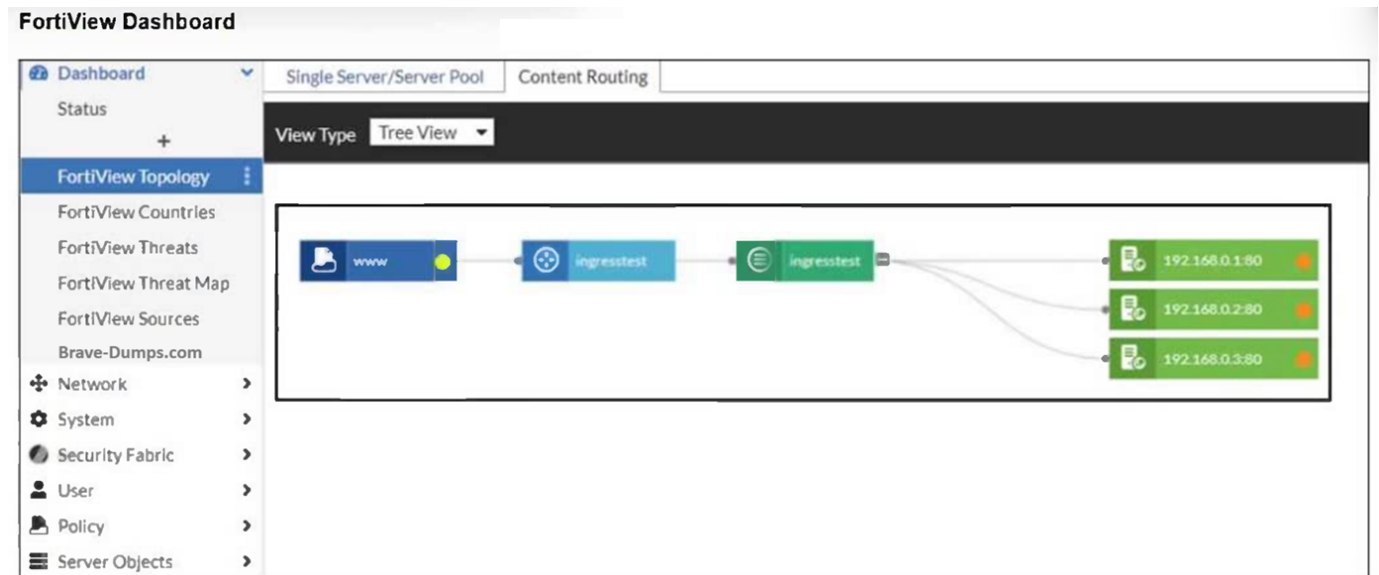 FortiView Dashboard
Dashboard
Status
+
FortiView Topology
FortiView Countries
FortiView Threats
FortiView Threat Map
FortiView Sources
Brave-Dumps.com
Network
System
Security Fabric
User
Policy
Server Objects
Single Server/Server Pool
Content Routing
View Type Tree View
www
ingresstest
ingresstest
192.168.0.1:80
192.168.0.2:80
192.168.0.3:80